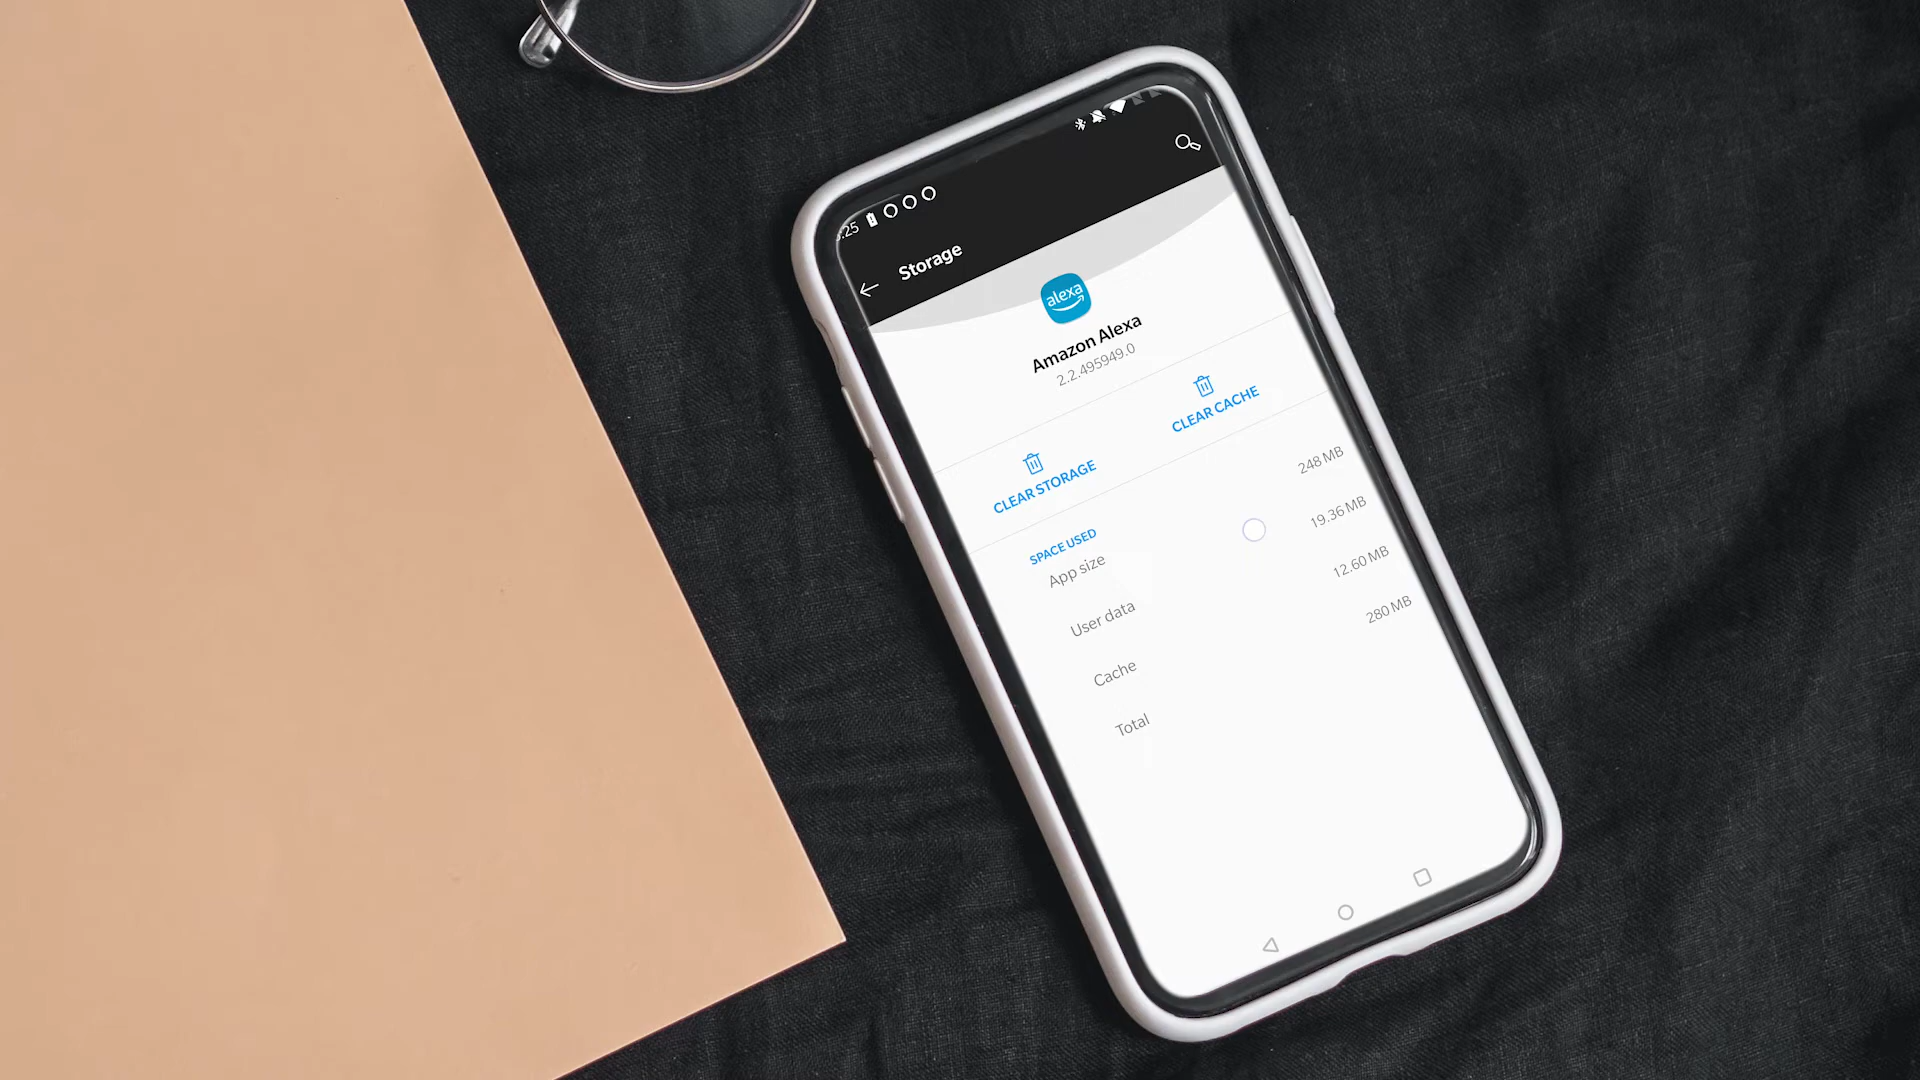 :25
Storage
alexa
Amazon Alexa
2.2.495949.0
CLEAR STORAGE
CLEAR CACHE
SPACE USED
App size 248 MB
User data 19.36 MB
Cache 12.60 MB
Total 280 MB